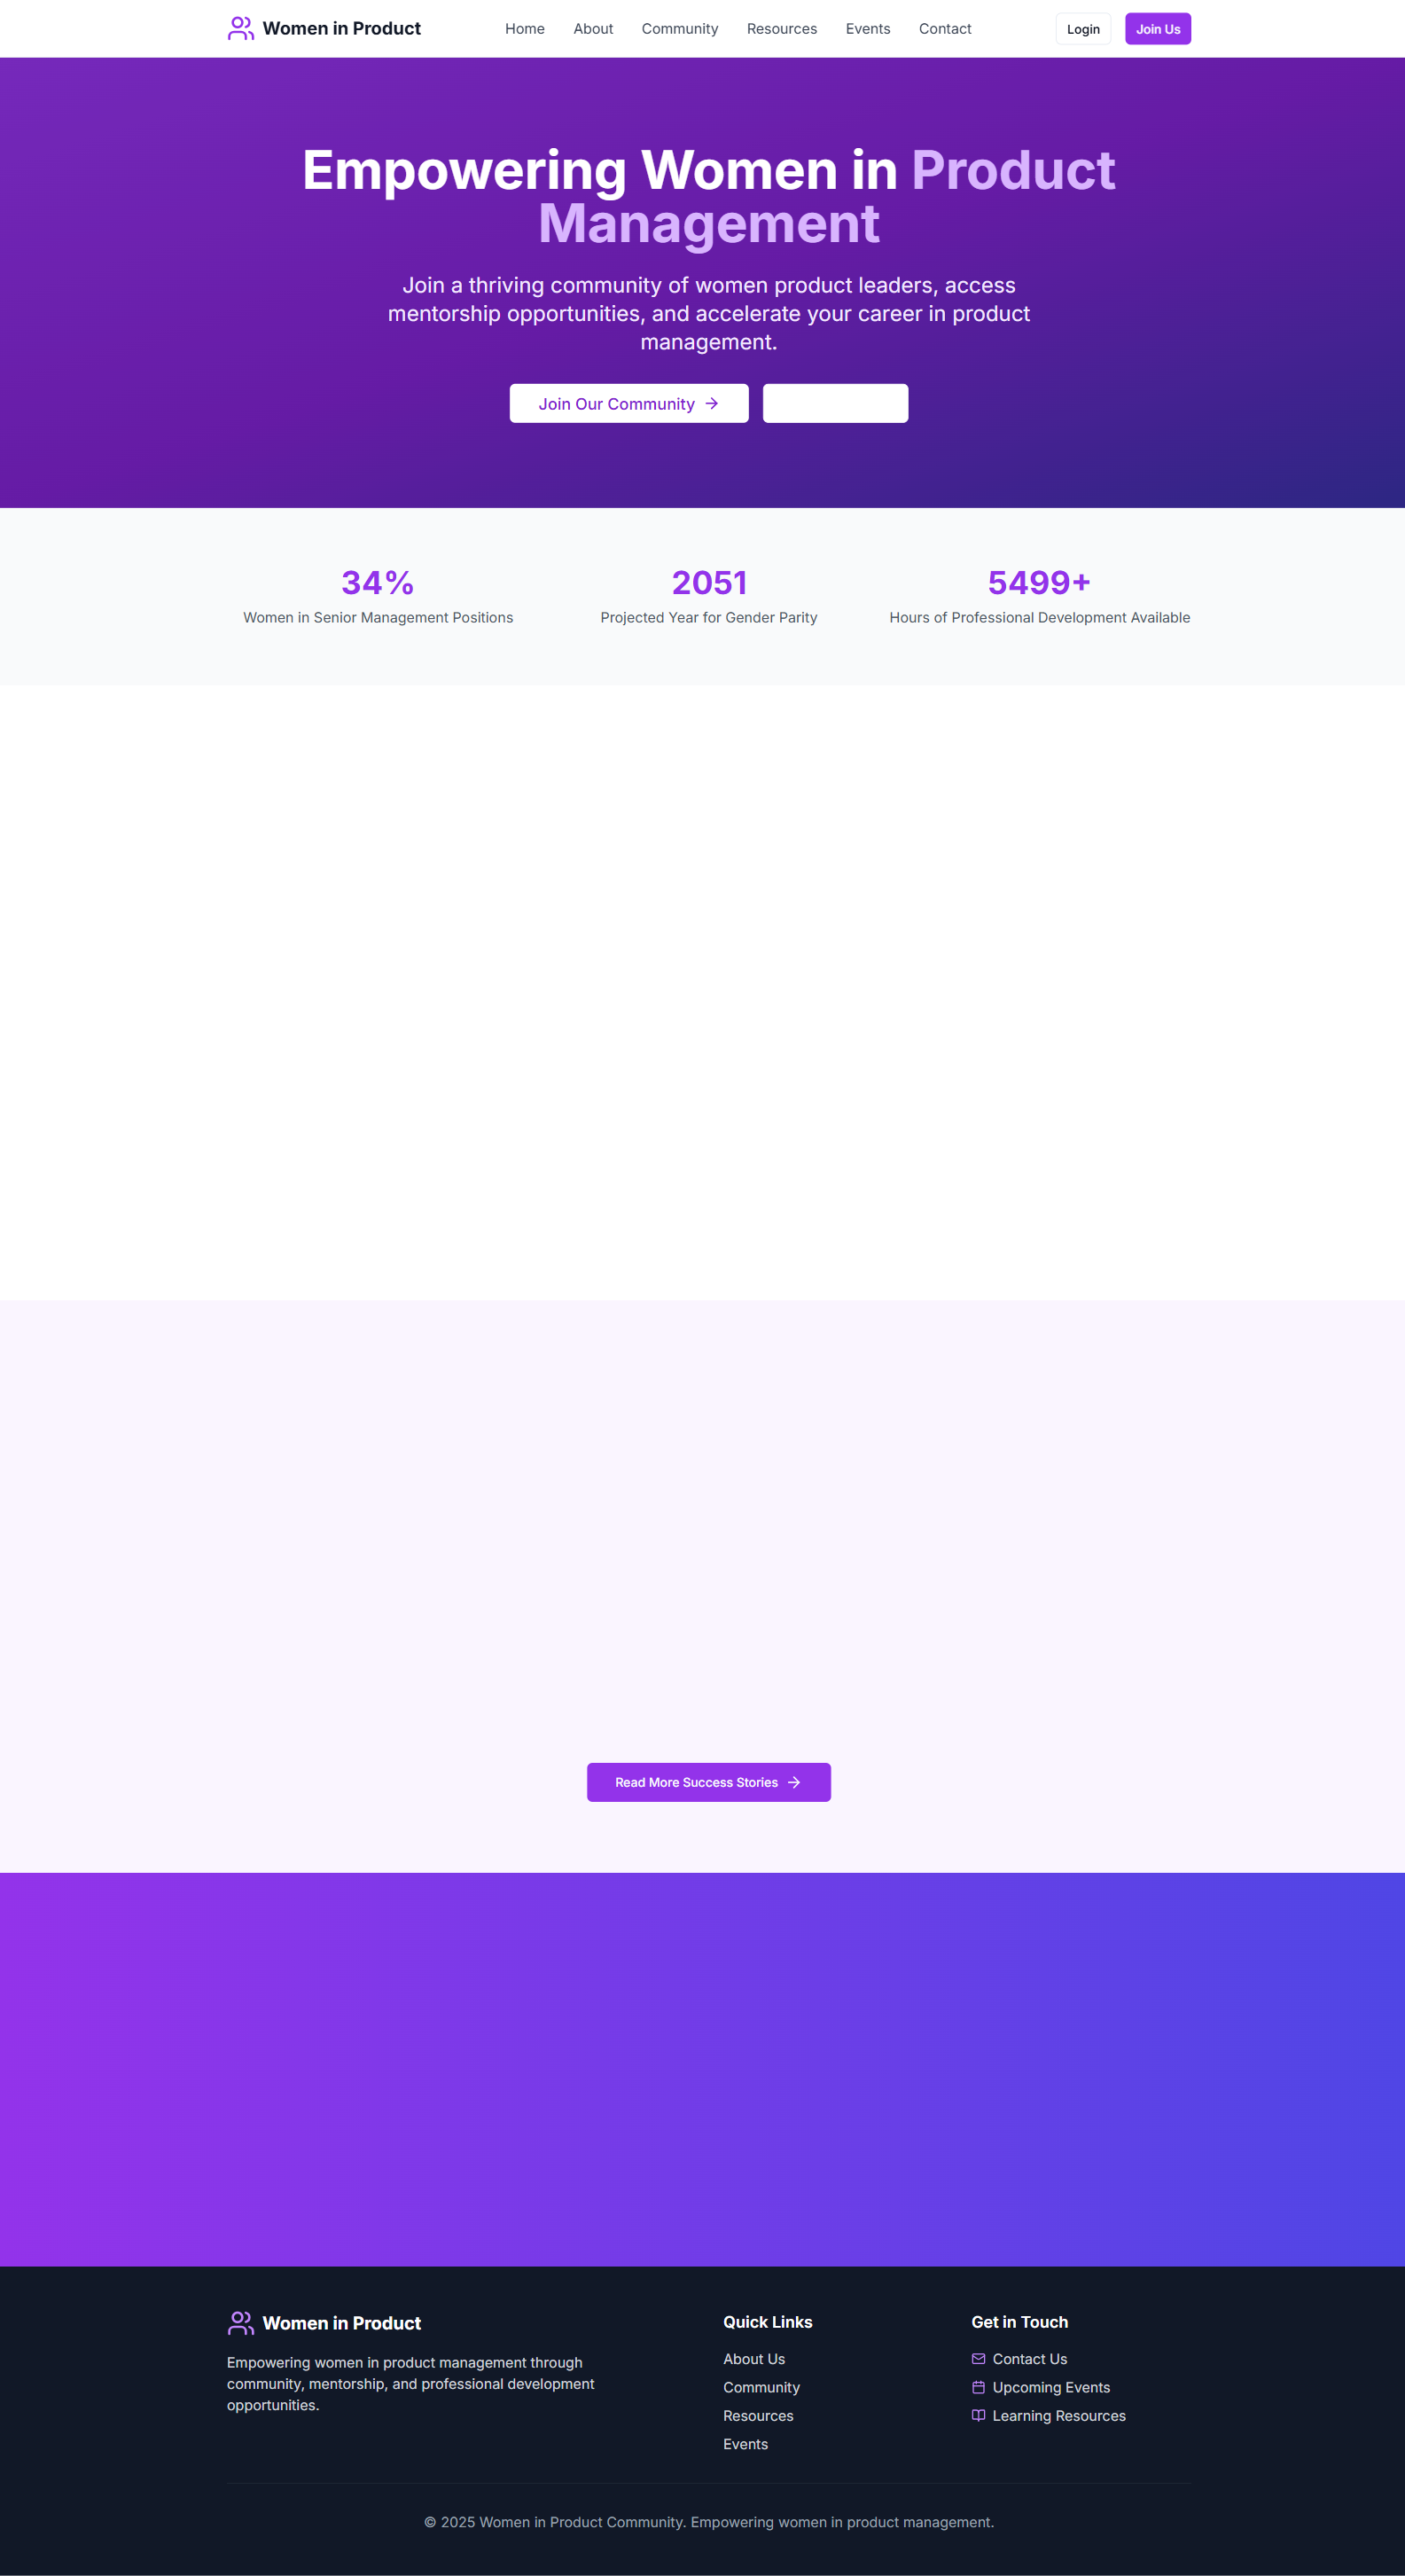 Women in Product
Home
About
Community
Resources
Events
Contact
Login
Join Us
Empowering Women in Product
Management
Join a thriving community of women product leaders, access
mentorship opportunities, and accelerate your career in product
management.
Join Our Community
34%
Women in Senior Management Positions
2051
Projected Year for Gender Parity
5499+
Hours of Professional Development Available
Read More Success Stories
Women in Product
Empowering women in product management through
community, mentorship, and professional development
opportunities.
Quick Links
About Us
Community
Resources
Events
Get in Touch
Contact Us
Upcoming Events
Learning Resources
© 2025 Women in Product Community. Empowering women in product management.